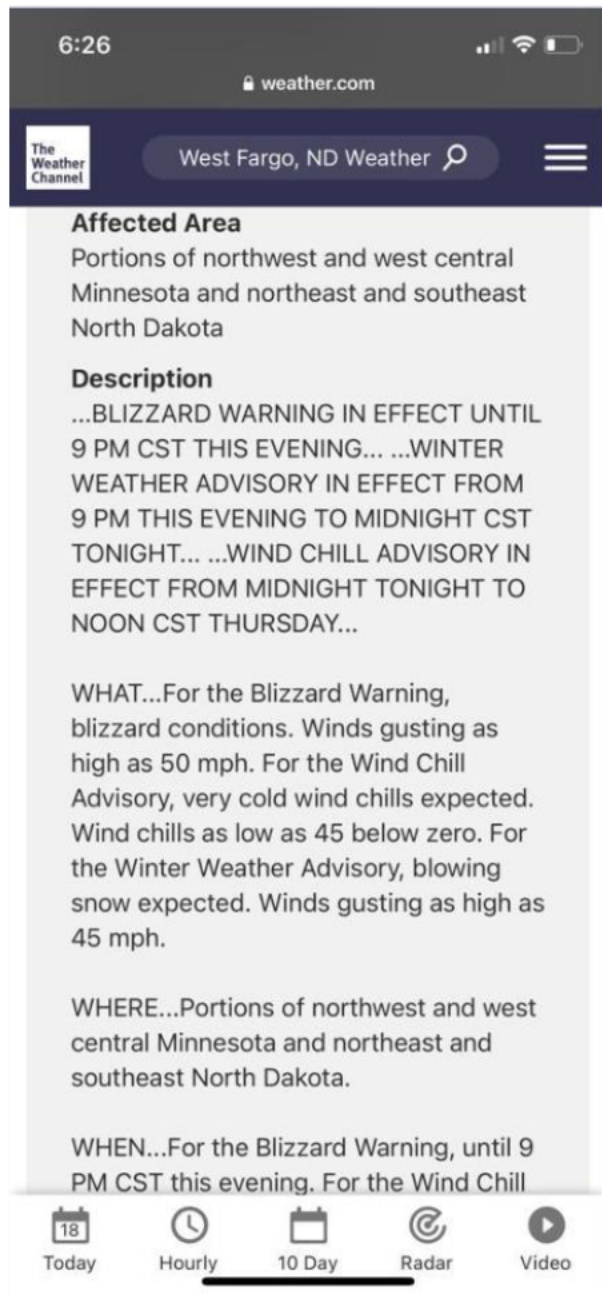 6:26
weather.com
The
Weather
Channel
West Fargo, ND Weather
Affected Area
Portions of northwest and west central
Minnesota and northeast and southeast
North Dakota
Description
...BLIZZARD WARNING IN EFFECT UNTIL
9 PM CST THIS EVENING... ...WINTER
WEATHER ADVISORY IN EFFECT FROM
9 PM THIS EVENING TO MIDNIGHT CST
TONIGHT... ...WIND CHILL ADVISORY IN
EFFECT FROM MIDNIGHT TONIGHT TO
NOON CST THURSDAY...
WHAT...For the Blizzard Warning,
blizzard conditions. Winds gusting as
high as 50 mph. For the Wind Chill
Advisory, very cold wind chills expected.
Wind chills as low as 45 below zero. For
the Winter Weather Advisory, blowing
snow expected. Winds gusting as high as
45 mph.
WHERE...Portions of northwest and west
central Minnesota and northeast and
southeast North Dakota.
WHEN...For the Blizzard Warning, until 9
PM CST this evening. For the Wind Chill
18
Today
Hourly
10 Day
Radar
Video